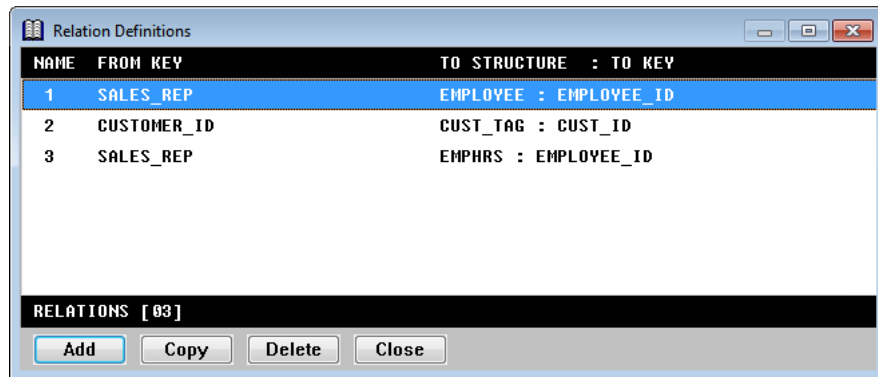 Relation Definitions
NAME FROM KEY TO STRUCTURE : TO KEY
1 SALES_REP EMPLOYEE : EMPLOYEE_ID
2 CUSTOMER_ID CUST_TAG : CUST_ID
3 SALES_REP EMPHRS : EMPLOYEE_ID
RELATIONS [03]
Add Copy Delete Close